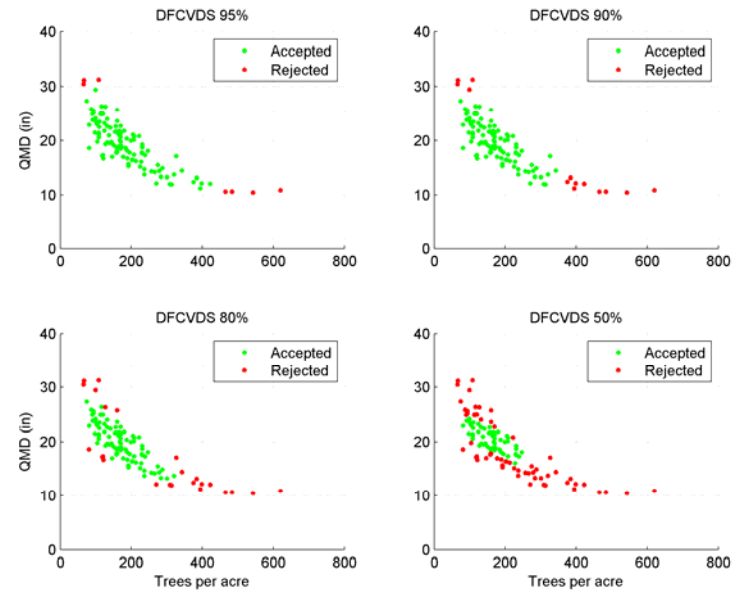 DFCVDS 95%
40
30
20
10
0
QMD (in)
Accepted
Rejected
0 200 400 600 800
DFCVDS 90%
40
30
20
10
0
Accepted
Rejected
0 200 400 600 800
DFCVDS 80%
40
30
20
10
0
QMD (in)
Accepted
Rejected
0 200 400 600 800
Trees per acre
DFCVDS 50%
40
30
20
10
0
Accepted
Rejected
0 200 400 600 800
Trees per acre